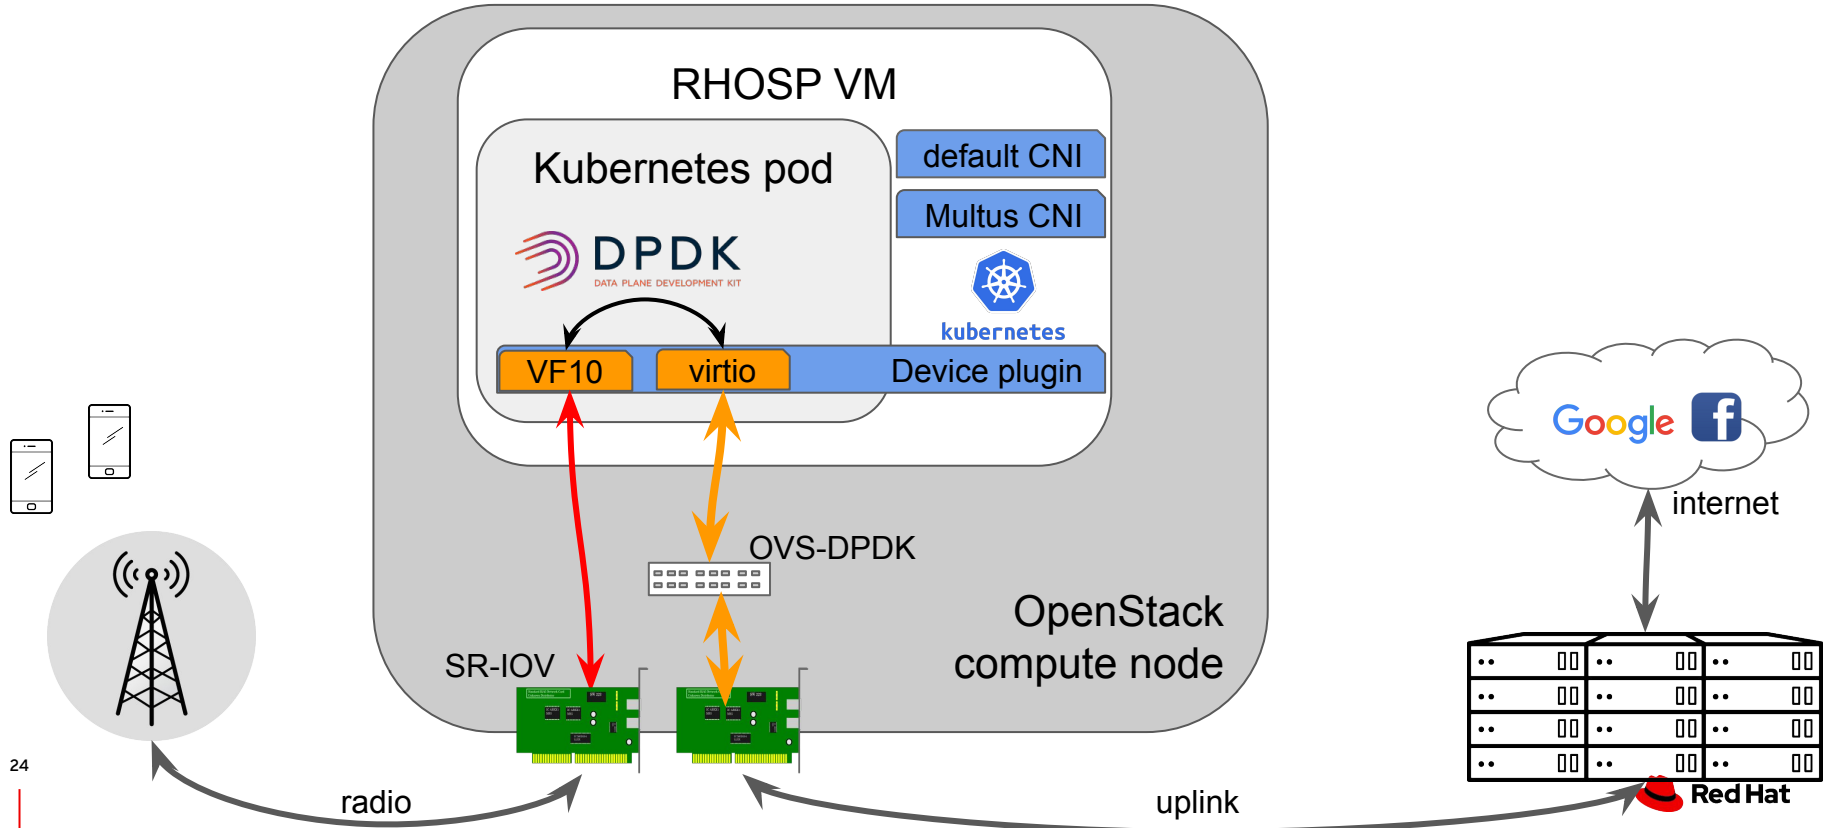 RHOSP VM
Kubernetes pod
default CNI
Multus CNI
DPDK
DATA PLANE DEVELOPMENT KIT
kubernetes
VF10
virtio
Device plugin
Google
f
internet
OVS-DPDK
OpenStack
compute node
SR-IOV
24
radio
uplink
Red Hat